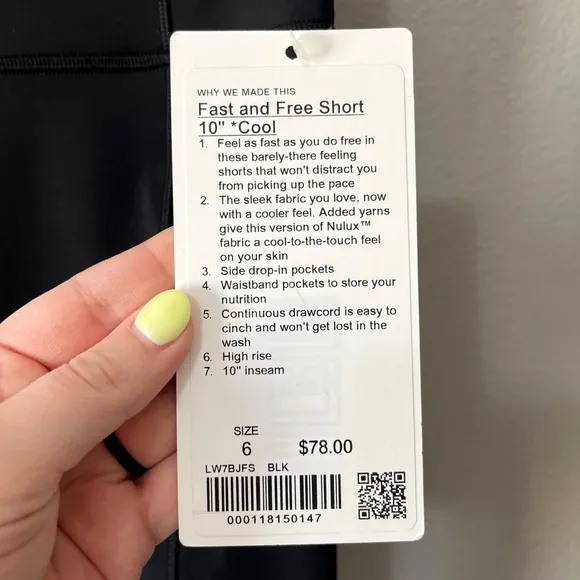 WHY WE MADE THIS
Fast and Free Short
10" *Cool
1. Feel as fast as you do free in
these barely-there feeling
shorts that won't distract you
from picking up the pace
2. The sleek fabric you love, now
with a cooler feel. Added yarns
give this version of Nulux™
fabric a cool-to-the-touch feel
on your skin
3. Side drop-in pockets
4. Waistband pockets to store your
nutrition
5. Continuous drawcord is easy to
cinch and won't get lost in the
wash
6. High rise
7. 10" inseam
SIZE
6 $78.00
LW7BJFS BLK
000118150147